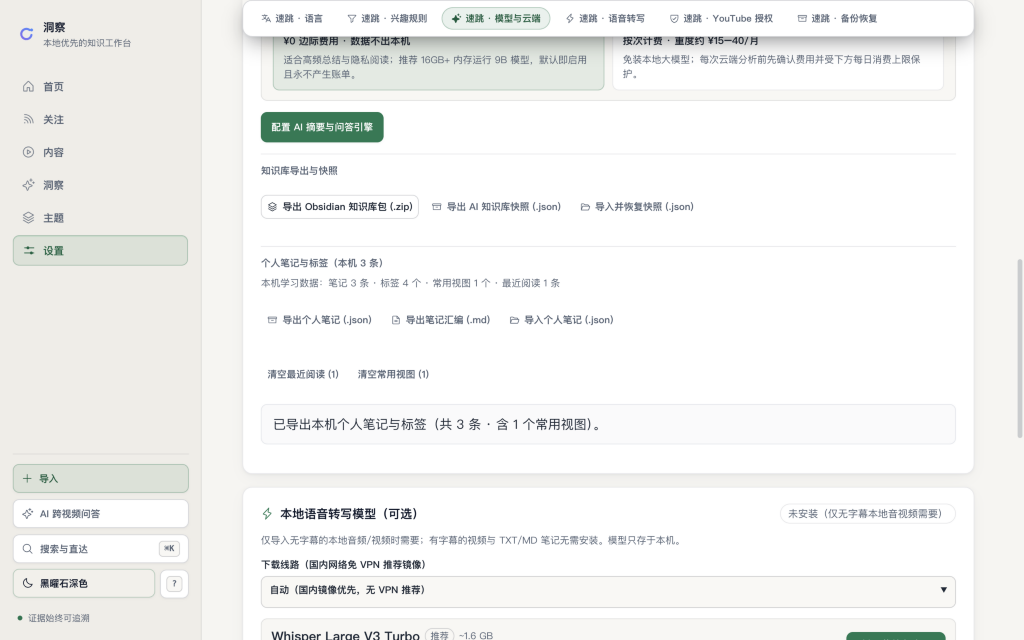 洞察
本地优先的知识工作台
首页
关注
内容
洞察
主题
设置
导入
AI 跨视频问答
搜索与直达 ⌘K
黑曜石深色 ?
证据始终可追溯
速跳 · 语言 速跳 · 兴趣规则 速跳 · 模型与云端 速跳 · 语音转写 速跳 · YouTube 授权 速跳 · 备份恢复
¥0 边际费用 · 数据不出本机
适合高频总结与隐私阅读；推荐 16GB+ 内存运行 9B 模型，默认即启用
且永不产生账单。
按次计费 · 重度约 ¥15–40/月
免装本地大模型；每次云端分析前先确认费用并受下方每日消费上限保
护。
配置 AI 摘要与问答引擎
知识库导出与快照
导出 Obsidian 知识库包 (.zip) 导出 AI 知识库快照 (.json) 导入并恢复快照 (.json)
个人笔记与标签（本机 3 条）
本机学习数据：笔记 3 条 · 标签 4 个 · 常用视图 1 个 · 最近阅读 1 条
导出个人笔记 (.json) 导出笔记汇编 (.md) 导入个人笔记 (.json)
清空最近阅读 (1) 清空常用视图 (1)
已导出本机个人笔记与标签（共 3 条 · 含 1 个常用视图）。
本地语音转写模型（可选）
未安装（仅无字幕本地音视频需要）
仅导入无字幕的本地音频/视频时需要；有字幕的视频与 TXT/MD 笔记无需安装。模型只存于本机。
下载线路（国内网络免 VPN 推荐镜像）
自动（国内镜像优先，无 VPN 推荐）
Whisper Large V3 Turbo 推荐 ~1.6 GB